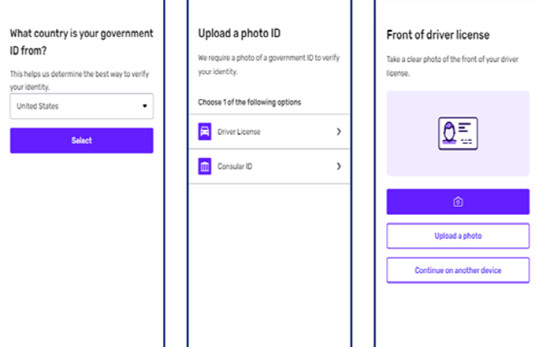 What country is your government
ID from?
This helps us determine the best way to verify
your identity.
United States
Select
Upload a photo ID
We require a photo of a government ID to verify
your identity.
Choose 1 of the following options
Driver License
Consular ID
Front of driver license
Take a clear photo of the front of your driver
license.
Upload a photo
Continue on another device